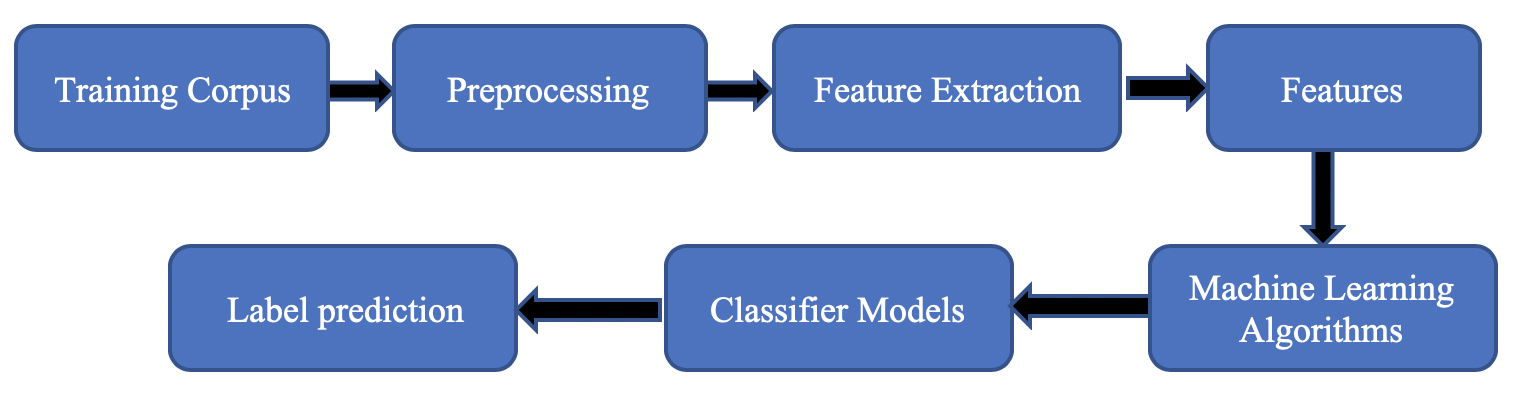 Training Corpus
Preprocessing
Feature Extraction
Features
Machine Learning
Algorithms
Classifier Models
Label prediction